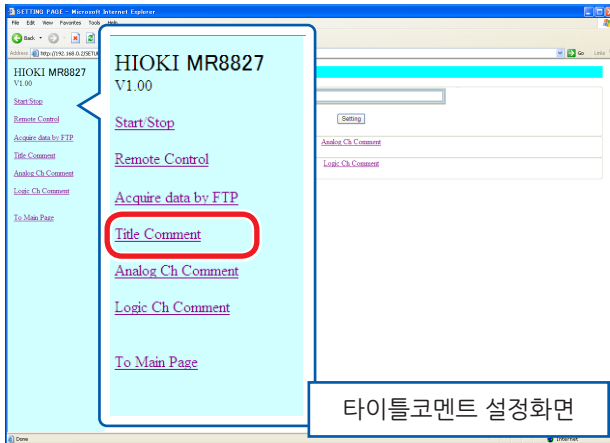 SETTING PAGE - Microsoft Internet Explorer
File Edit View Favorites Tools Help
Back
Address http://192.168.0.2/SETU
Go Links
HIOKI MR8827
V1.00
Start/Stop
Remote Control
Acquire data by FTP
Title Comment
Analog Ch Comment
Logic Ch Comment
To Main Page
HIOKI MR8827
V1.00
Start/Stop
Remote Control
Acquire data by FTP
Title Comment
Analog Ch Comment
Logic Ch Comment
To Main Page
Setting
Analog Ch Comment
Logic Ch Comment
타이틀코멘트 설정화면
Done
Internet